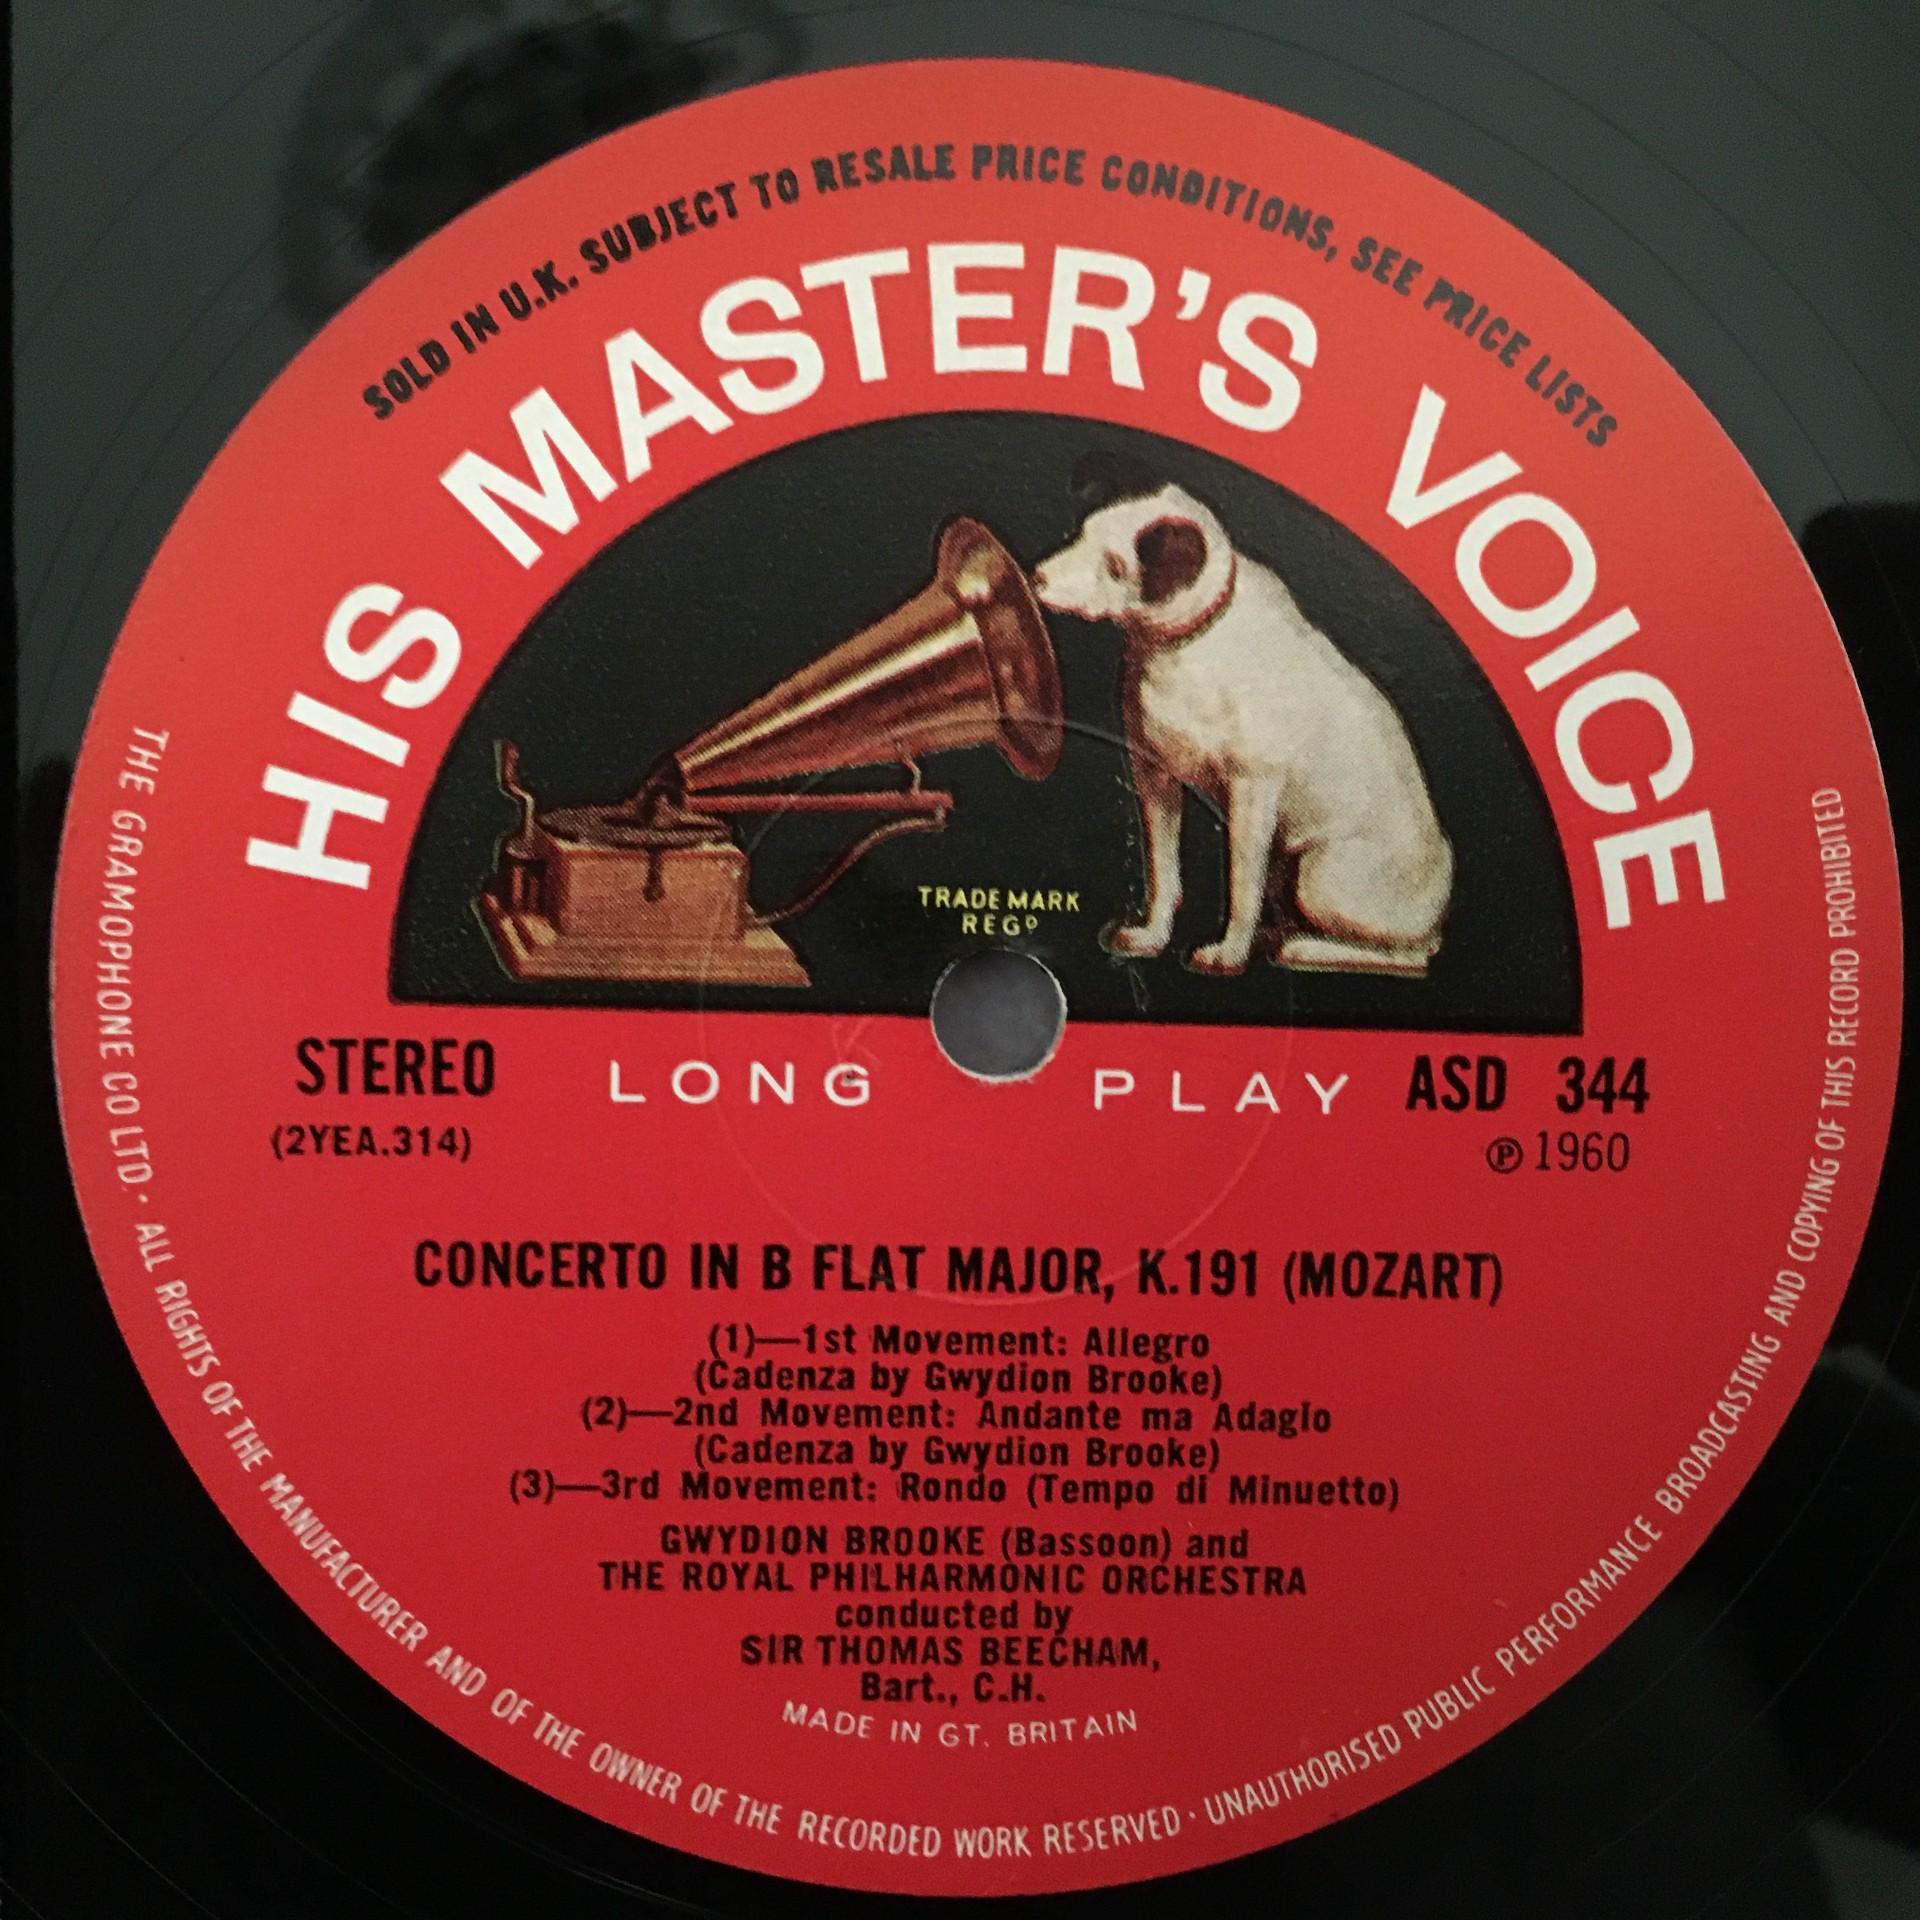 SOLD IN U.K. SUBJECT TO RESALE PRICE CONDITIONS, SEE PRICE LISTS
HIS MASTER'S VOICE
TRADE MARK
REGD
STEREO
(2YEA.314)
LONG PLAY
ASD 344
℗ 1960
CONCERTO IN B FLAT MAJOR, K.191 (MOZART)
(1)—1st Movement: Allegro
(Cadenza by Gwydion Brooke)
(2)—2nd Movement: Andante ma Adagio
(Cadenza by Gwydion Brooke)
(3)—3rd Movement: Rondo (Tempo di Minuetto)
GWYDION BROOKE (Bassoon) and
THE ROYAL PHILHARMONIC ORCHESTRA
conducted by
SIR THOMAS BEECHAM,
Bart., C.H.
MADE IN GT. BRITAIN
THE GRAMOPHONE CO LTD. · ALL RIGHTS OF THE MANUFACTURER AND OF THE OWNER OF THE RECORDED WORK RESERVED · UNAUTHORISED PUBLIC PERFORMANCE BROADCASTING AND COPYING OF THIS RECORD PROHIBITED